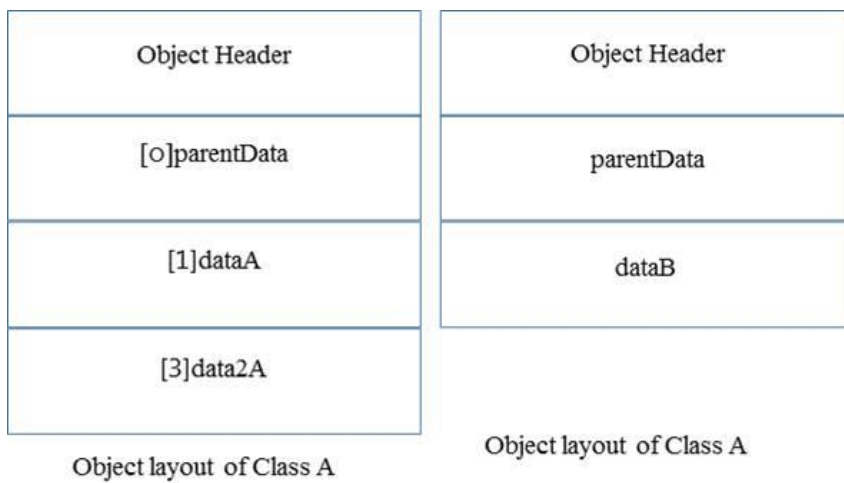 Object Header
[0]parentData
[1]dataA
[3]data2A
Object layout of Class A
Object Header
parentData
dataB
Object layout of Class A